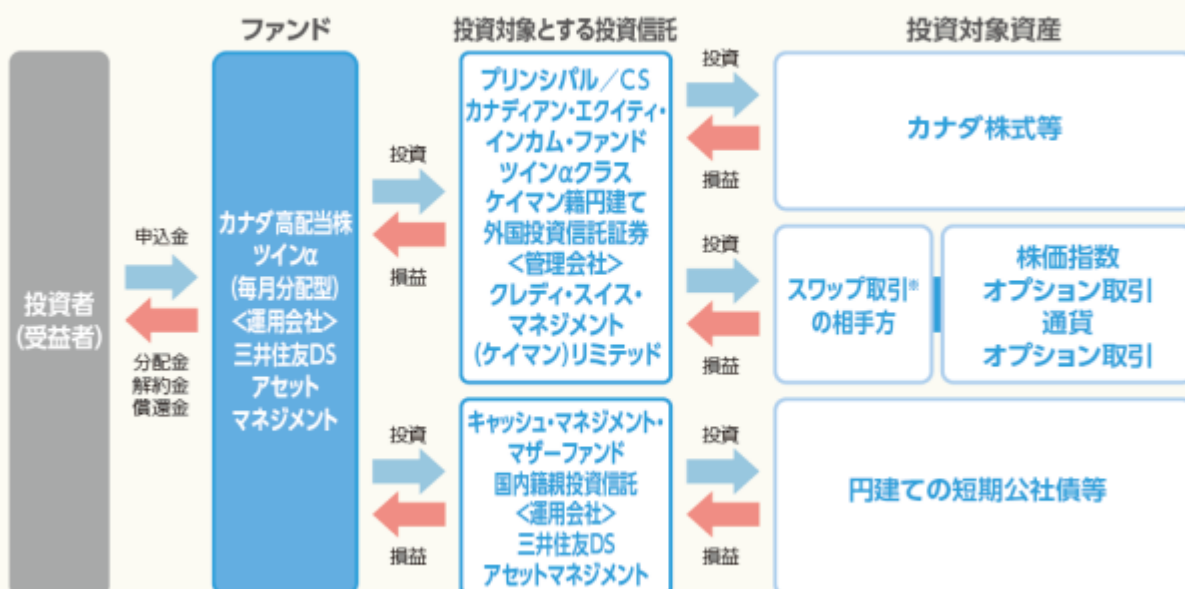 ファンド
投資対象とする投資信託
投資対象資産
投資者
(受益者)
申込金
分配金
解約金
償還金
カナダ高配当株
ツインα
(毎月分配型)
<運用会社>
三井住友DS
アセット
マネジメント
投資
損益
プリンシパル/CS
カナディアン・エクイティ・
インカム・ファンド
ツインαクラス
ケイマン籍円建て
外国投資信託証券
<管理会社>
クレディ・スイス・
マネジメント
(ケイマン)リミテッド
投資
損益
カナダ株式等
投資
損益
スワップ取引※
の相手方
株価指数
オプション取引
通貨
オプション取引
投資
損益
キャッシュ・マネジメント・
マザーファンド
国内籍親投資信託
<運用会社>
三井住友DS
アセットマネジメント
投資
損益
円建ての短期公社債等